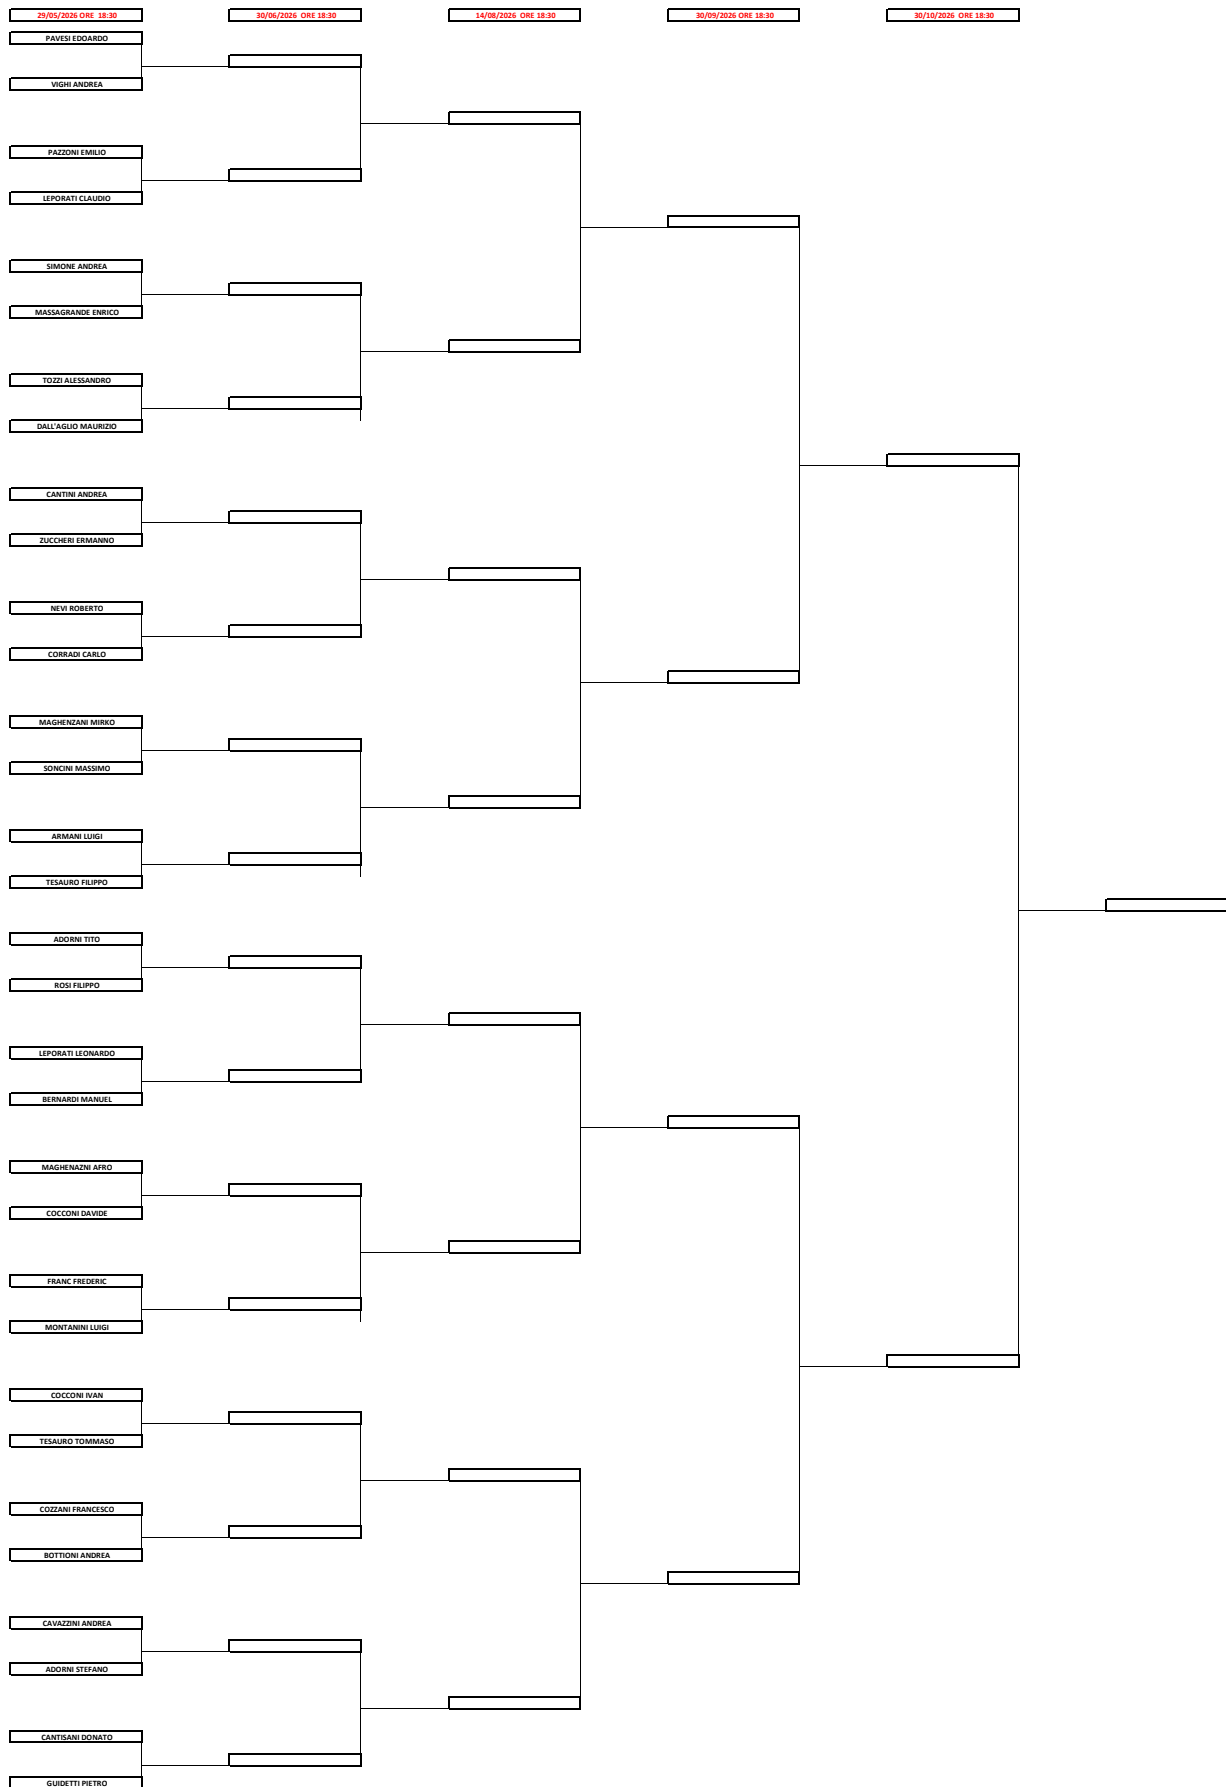 29/05/2026 ORE 18:30
30/06/2026 ORE 18:30
14/08/2026 ORE 18:30
30/09/2026 ORE 18:30
30/10/2026 ORE 18:30
PAVESI EDOARDO
VIGHI ANDREA
PAZZONI EMILIO
LEPORATI CLAUDIO
SIMONE ANDREA
MASSAGRANDE ENRICO
TOZZI ALESSANDRO
DALL'AGLIO MAURIZIO
CANTINI ANDREA
ZUCCHERI ERMANNO
NEVI ROBERTO
CORRADI CARLO
MAGHENZANI MIRKO
SONCINI MASSIMO
ARMANI LUIGI
TESAURO FILIPPO
ADORNI TITO
ROSI FILIPPO
LEPORATI LEONARDO
BERNARDI MANUEL
MAGHENAZNI AFRO
COCCONI DAVIDE
FRANC FREDERIC
MONTANINI LUIGI
COCCONI IVAN
TESAURO TOMMASO
COZZANI FRANCESCO
BOTTIONI ANDREA
CAVAZZINI ANDREA
ADORNI STEFANO
CANTISANI DONATO
GUIDETTI PIETRO